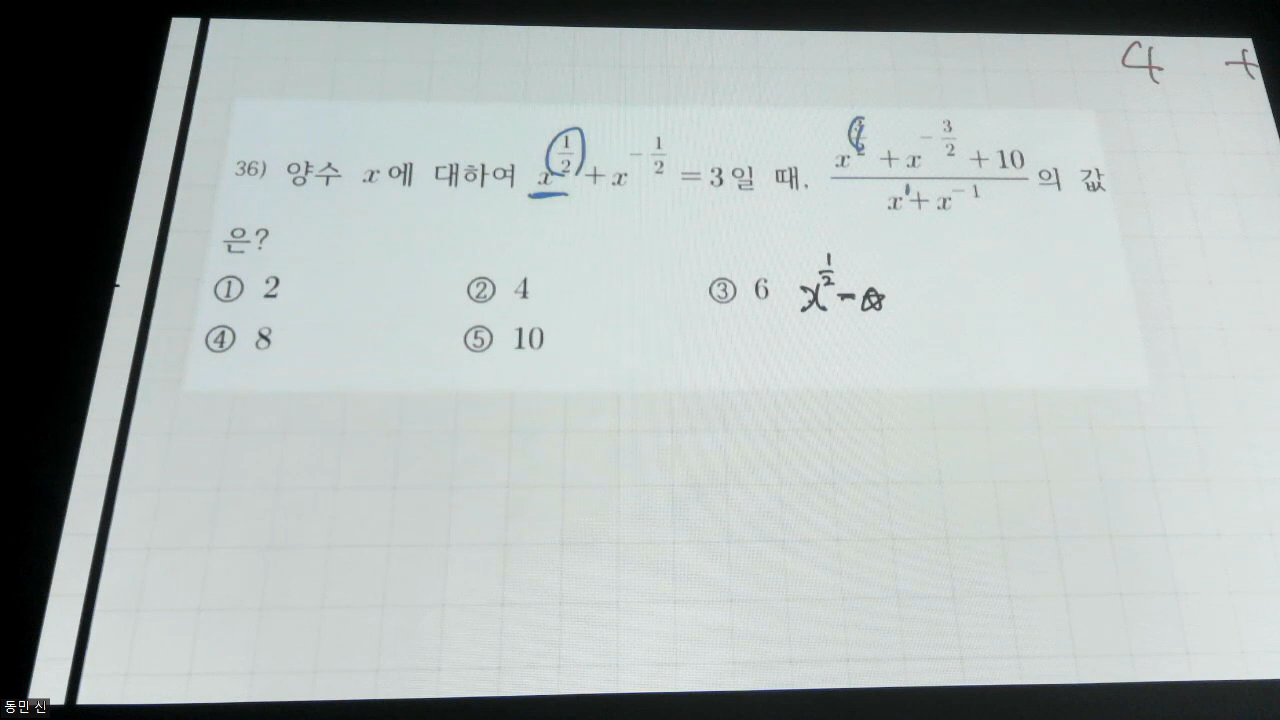 4 +
36) 양수 x에 대하여 x^{1/2} + x^{-1/2} = 3일 때, \frac{x^{3/2} + x^{-3/2} + 10}{x + x^{-1}}의 값
은?
① 2 ② 4 ③ 6 x^{1/2} -
④ 8 ⑤ 10
동민 신